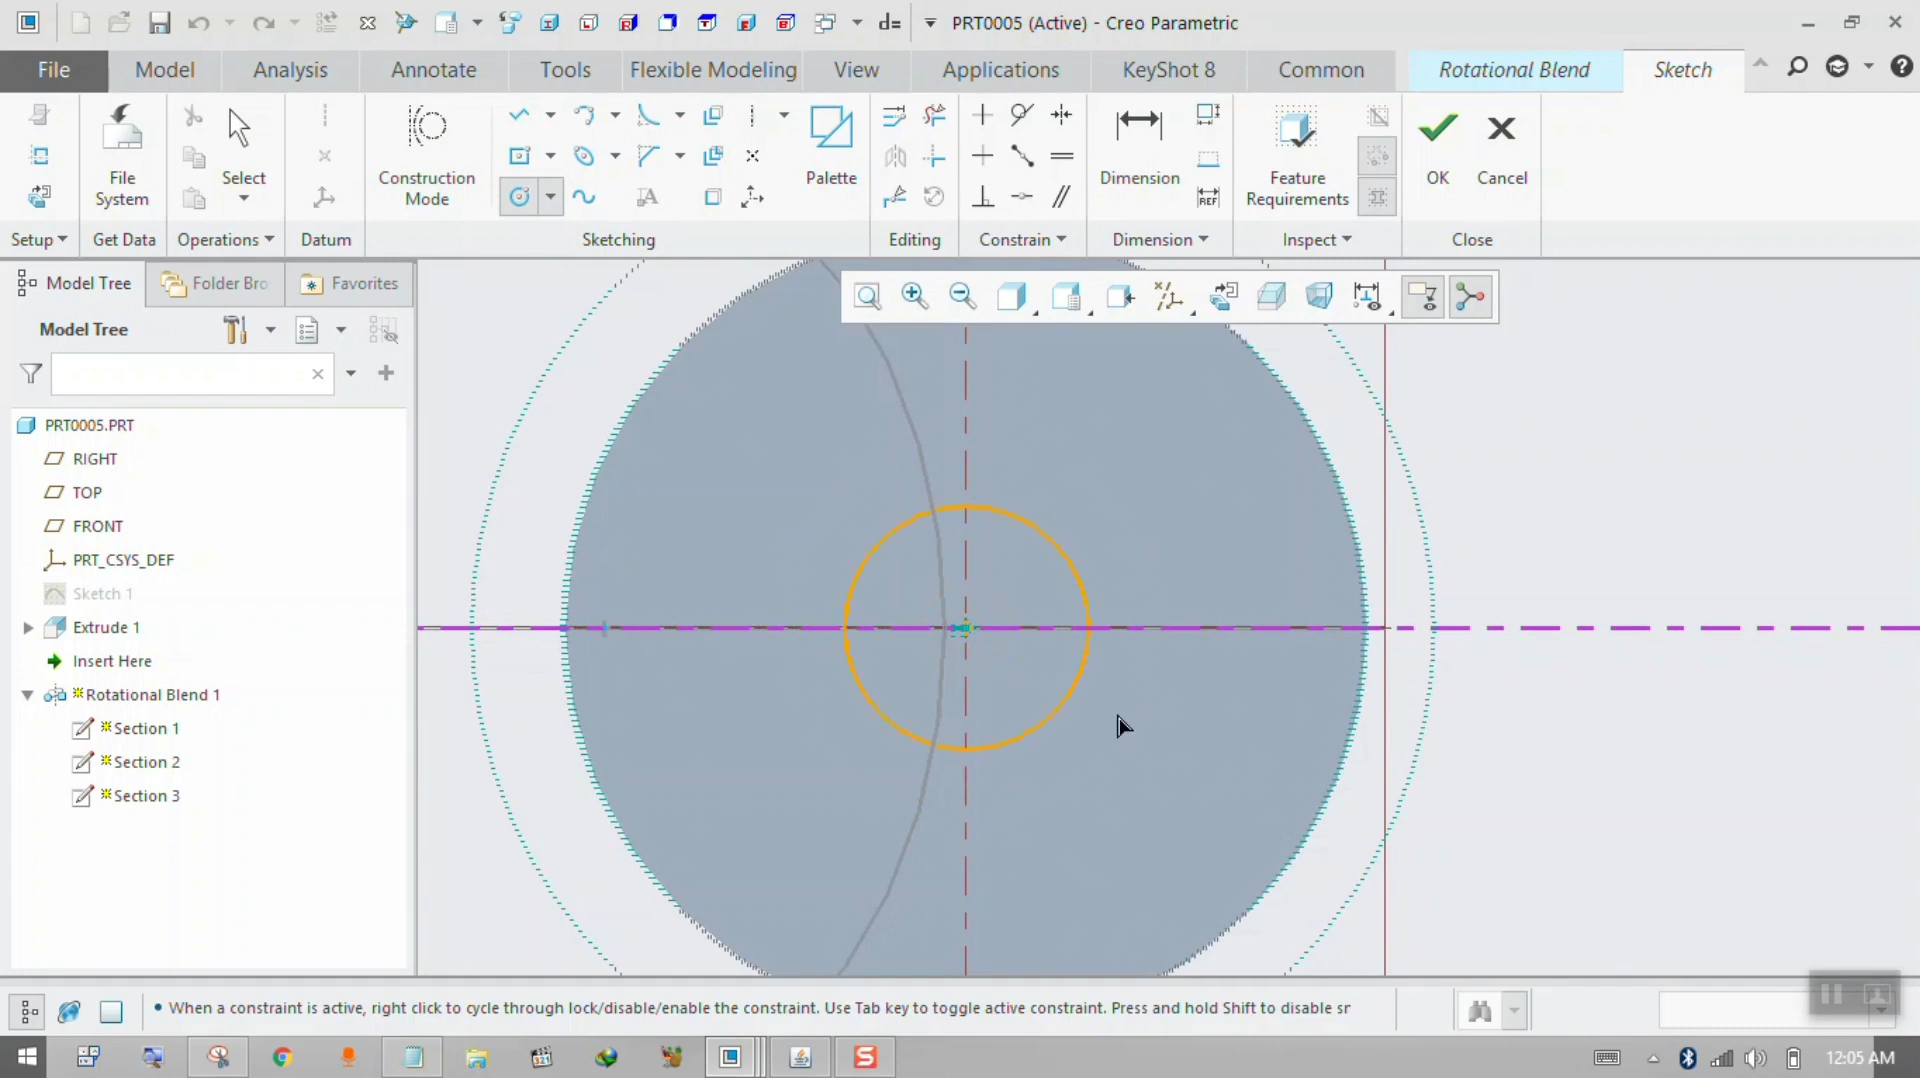 d=
PRT0005 (Active) - Creo Parametric
File
Model
Analysis
Annotate
Tools
Flexible Modeling
View
Applications
KeyShot 8
Common
Rotational Blend
Sketch
File
System
Select
Construction
Mode
Palette
Dimension
REF
Feature
Requirements
OK
Cancel
Setup
Get Data
Operations
Datum
Sketching
Editing
Constrain
Dimension
Inspect
Close
Model Tree
Folder Bro
Favorites
Model Tree
PRT0005.PRT
RIGHT
TOP
FRONT
PRT_CSYS_DEF
Sketch 1
Extrude 1
Insert Here
Rotational Blend 1
Section 1
Section 2
Section 3
• When a constraint is active, right click to cycle through lock/disable/enable the constraint. Use Tab key to toggle active constraint. Press and hold Shift to disable sr
12:05 AM